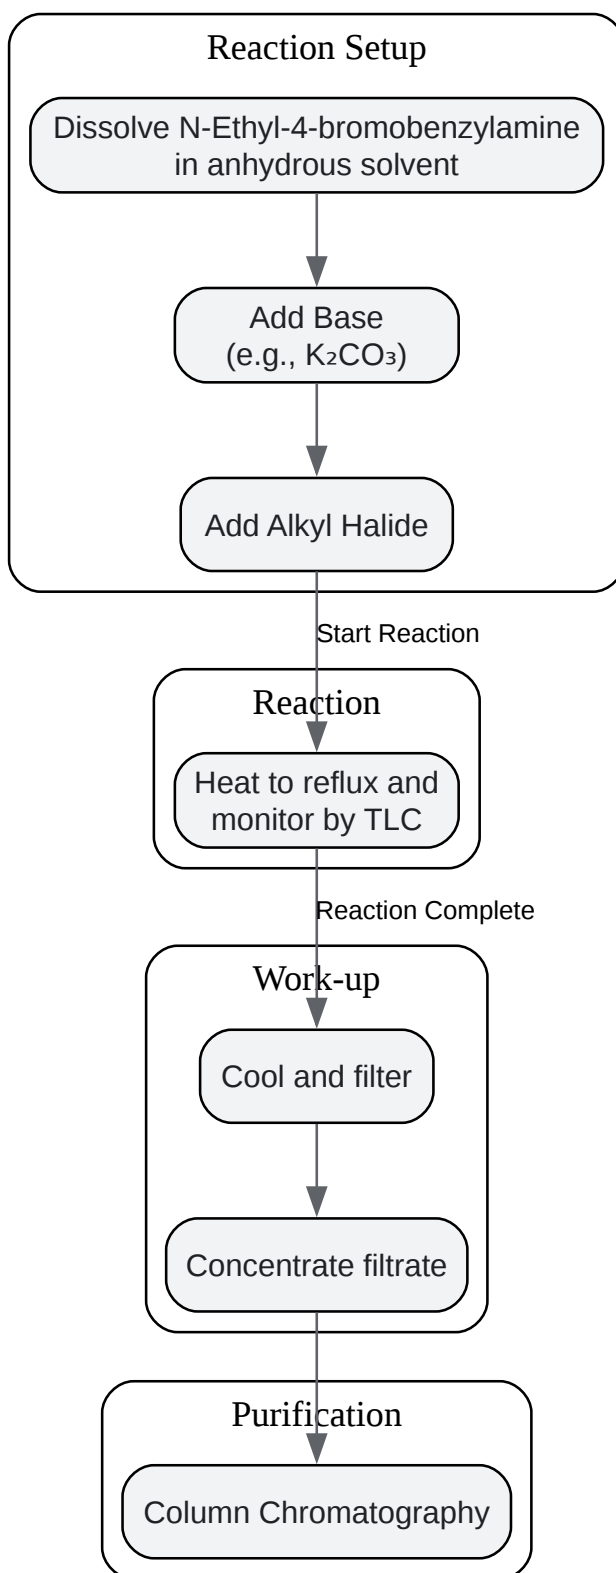 Reaction Setup
Dissolve N-Ethyl-4-bromobenzylamine
in anhydrous solvent
Add Base
(e.g., K₂CO₃)
Add Alkyl Halide
Start Reaction
Reaction
Heat to reflux and
monitor by TLC
Reaction Complete
Work-up
Cool and filter
Concentrate filtrate
Purification
Column Chromatography